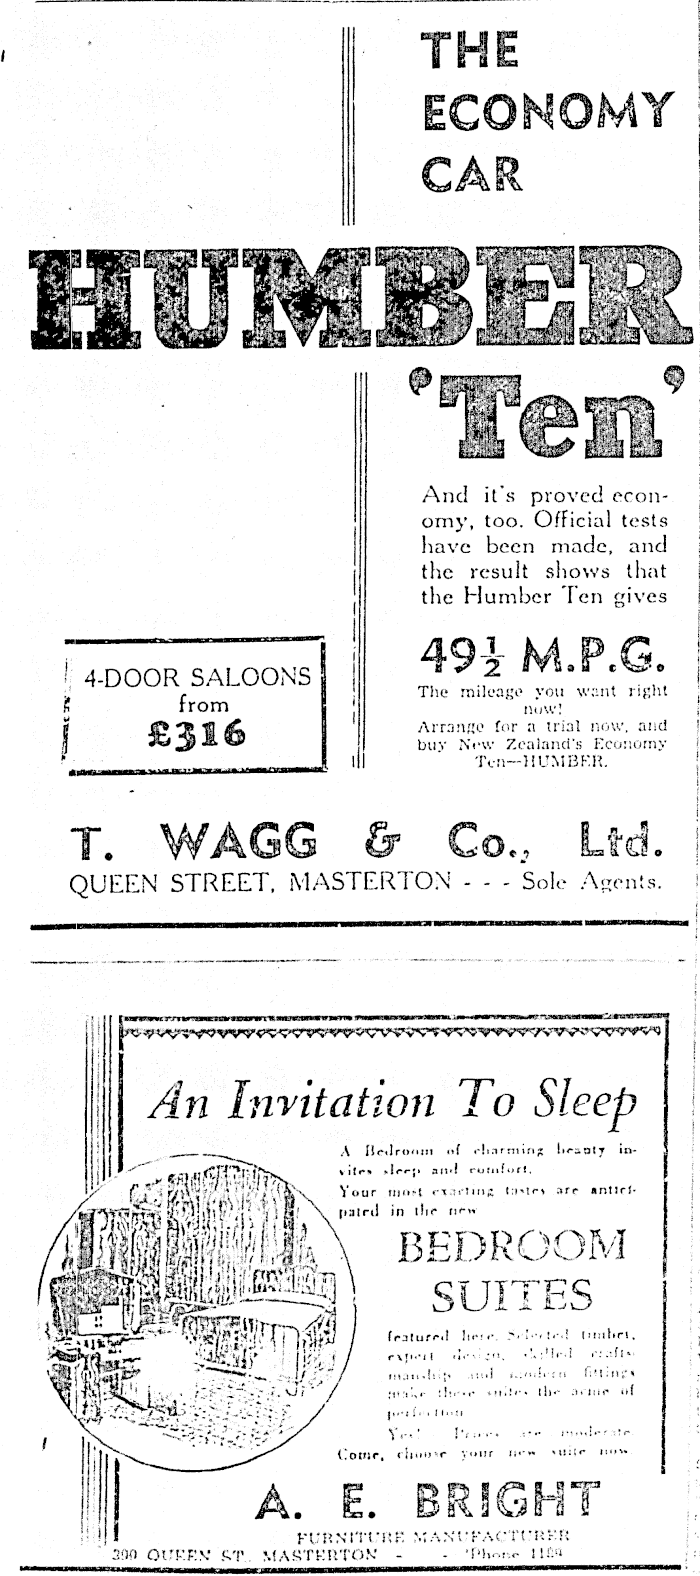 THE
ECONOMY
CAR
HUMBER
'Ten'
And it's proved econ-
omy, too. Official tests
have been made, and
the result shows that
the Humber Ten gives
49½ M.P.G.
The mileage you want right
now!
Arrange for a trial now, and
buy New Zealand's Economy
Ten—HUMBER.
4-DOOR SALOONS
from
£316
T. WAGG & Co., Ltd.
QUEEN STREET, MASTERTON - - - Sole Agents.
An Invitation To Sleep
A Bedroom of charming beauty in-
vites sleep and comfort.
Your most exacting tastes are antici-
pated in the new
BEDROOM
SUITES
featured here. Selected timber,
expert design, skilled crafts-
manship and modern fittings
make these suites the acme of
perfection
Yes! Prices are moderate.
Come, choose your new suite now.
A. E. BRIGHT
FURNITURE MANUFACTURER
QUEEN ST., MASTERTON - - 'Phone